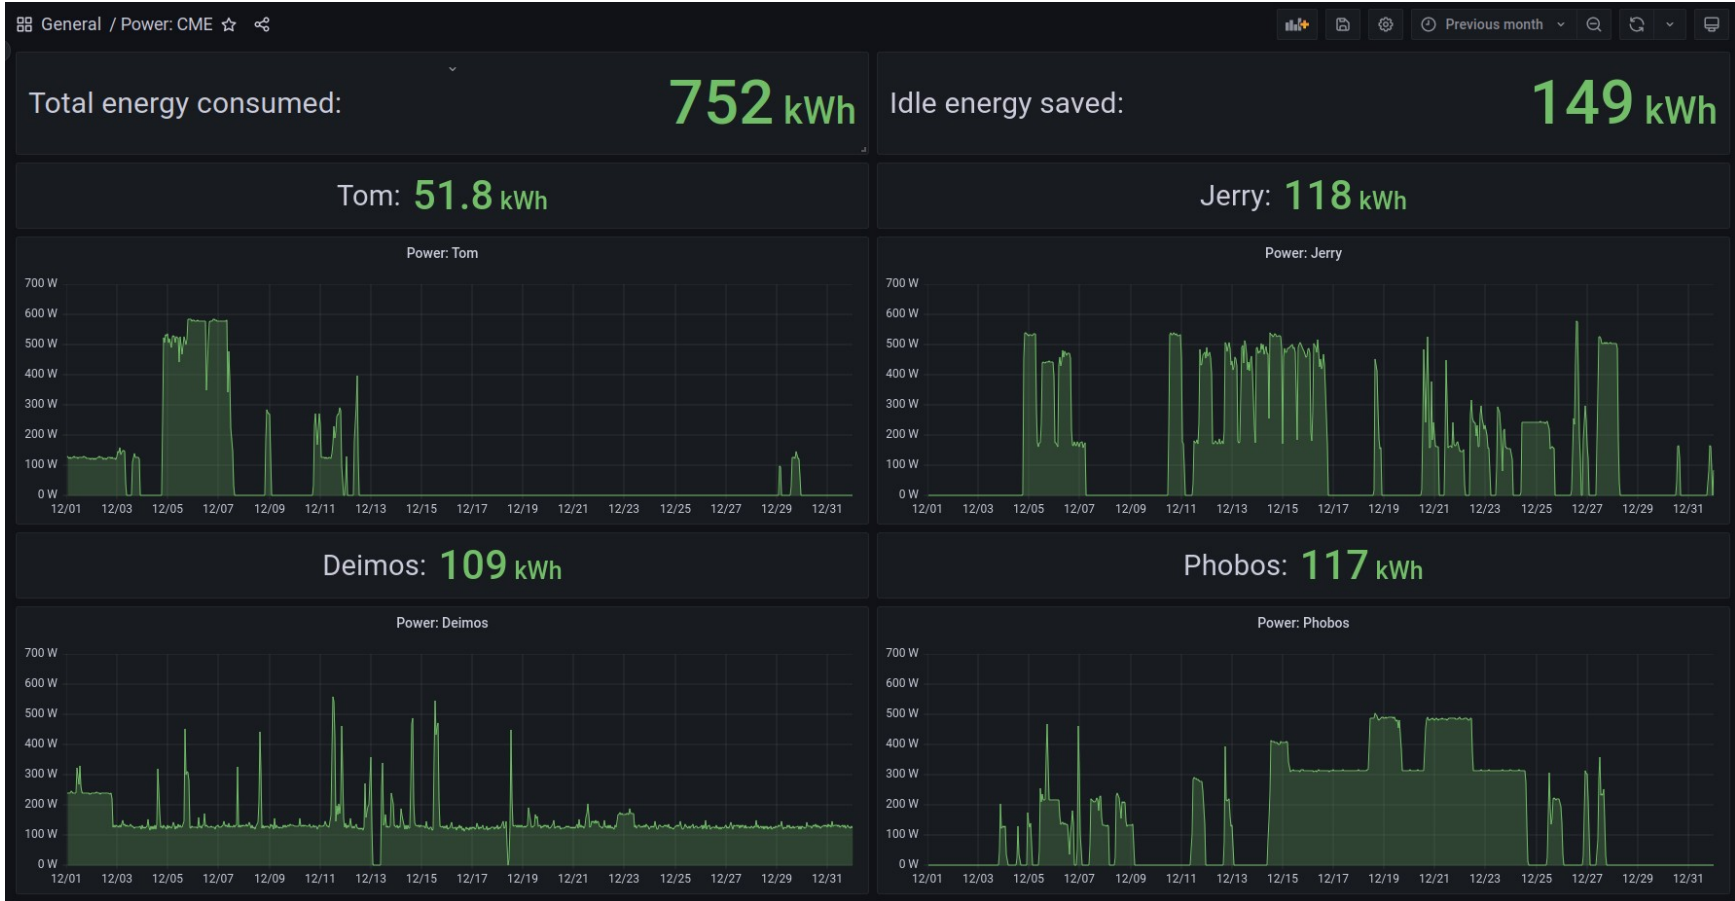 General / Power: CME
Previous month
Total energy consumed: 752 kWh
Idle energy saved: 149 kWh
Tom: 51.8 kWh
Jerry: 118 kWh
Power: Tom
700 W
600 W
500 W
400 W
300 W
200 W
100 W
0 W
12/01 12/03 12/05 12/07 12/09 12/11 12/13 12/15 12/17 12/19 12/21 12/23 12/25 12/27 12/29 12/31
Power: Jerry
700 W
600 W
500 W
400 W
300 W
200 W
100 W
0 W
12/01 12/03 12/05 12/07 12/09 12/11 12/13 12/15 12/17 12/19 12/21 12/23 12/25 12/27 12/29 12/31
Deimos: 109 kWh
Phobos: 117 kWh
Power: Deimos
700 W
600 W
500 W
400 W
300 W
200 W
100 W
0 W
12/01 12/03 12/05 12/07 12/09 12/11 12/13 12/15 12/17 12/19 12/21 12/23 12/25 12/27 12/29 12/31
Power: Phobos
700 W
600 W
500 W
400 W
300 W
200 W
100 W
0 W
12/01 12/03 12/05 12/07 12/09 12/11 12/13 12/15 12/17 12/19 12/21 12/23 12/25 12/27 12/29 12/31